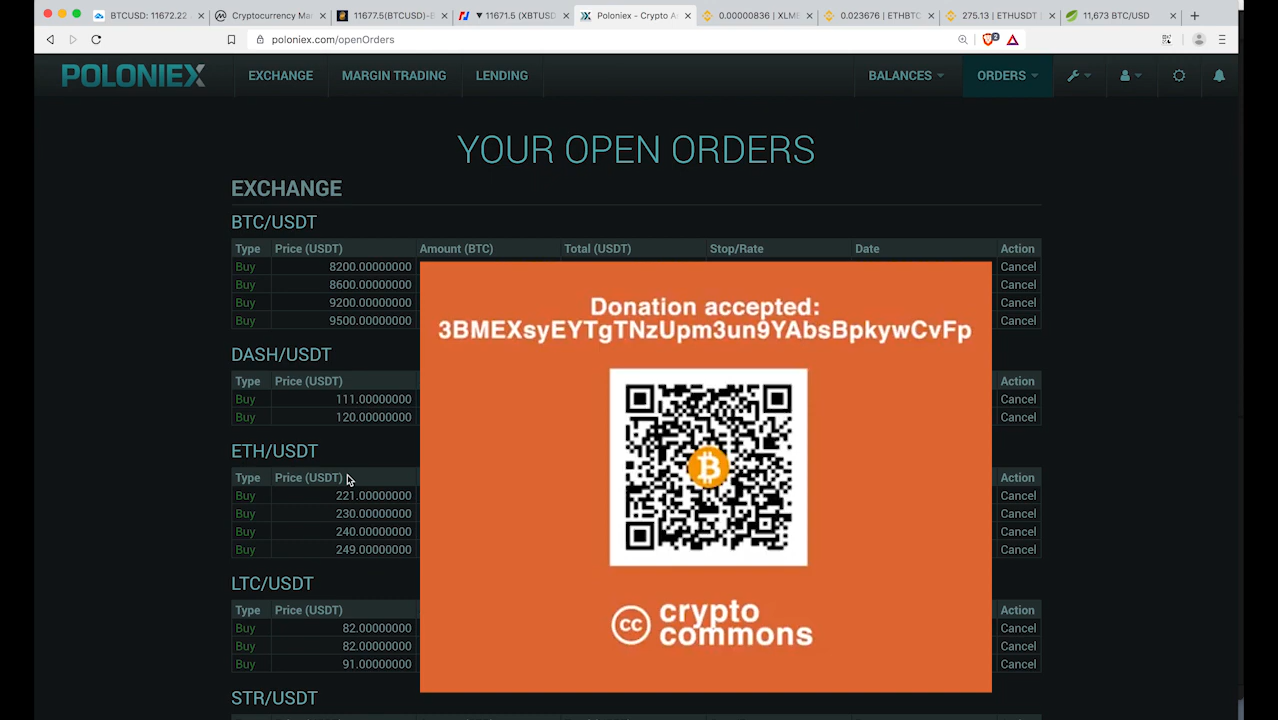 BTCUSD: 11672.22
Cryptocurrency Ma
11677.5(BTCUSD)-E
▼ 11671.5 (XBTUSD
Poloniex - Crypto A
0.00000836 | XLME
0.023676 | ETHBTC
275.13 | ETHUSDT
11,673 BTC/USD
poloniex.com/openOrders
2
POLONIEX
EXCHANGE
MARGIN TRADING
LENDING
BALANCES
ORDERS
YOUR OPEN ORDERS
EXCHANGE
BTC/USDT
Type Price (USDT) Amount (BTC) Total (USDT) Stop/Rate Date Action
Buy 8200.00000000 Cancel
Buy 8600.00000000 Cancel
Buy 9200.00000000 Cancel
Buy 9500.00000000 Cancel
Donation accepted:
3BMEXsyEYTgTNzUpm3un9YAbsBpkywCvFp
DASH/USDT
Type Price (USDT) Action
Buy 111.00000000 Cancel
Buy 120.00000000 Cancel
ETH/USDT
Type Price (USDT) Action
Buy 221.00000000 Cancel
Buy 230.00000000 Cancel
Buy 240.00000000 Cancel
Buy 249.00000000 Cancel
LTC/USDT
Type Price (USDT) Action
Buy 82.00000000 Cancel
Buy 82.00000000 Cancel
Buy 91.00000000 Cancel
cc crypto
commons
STR/USDT